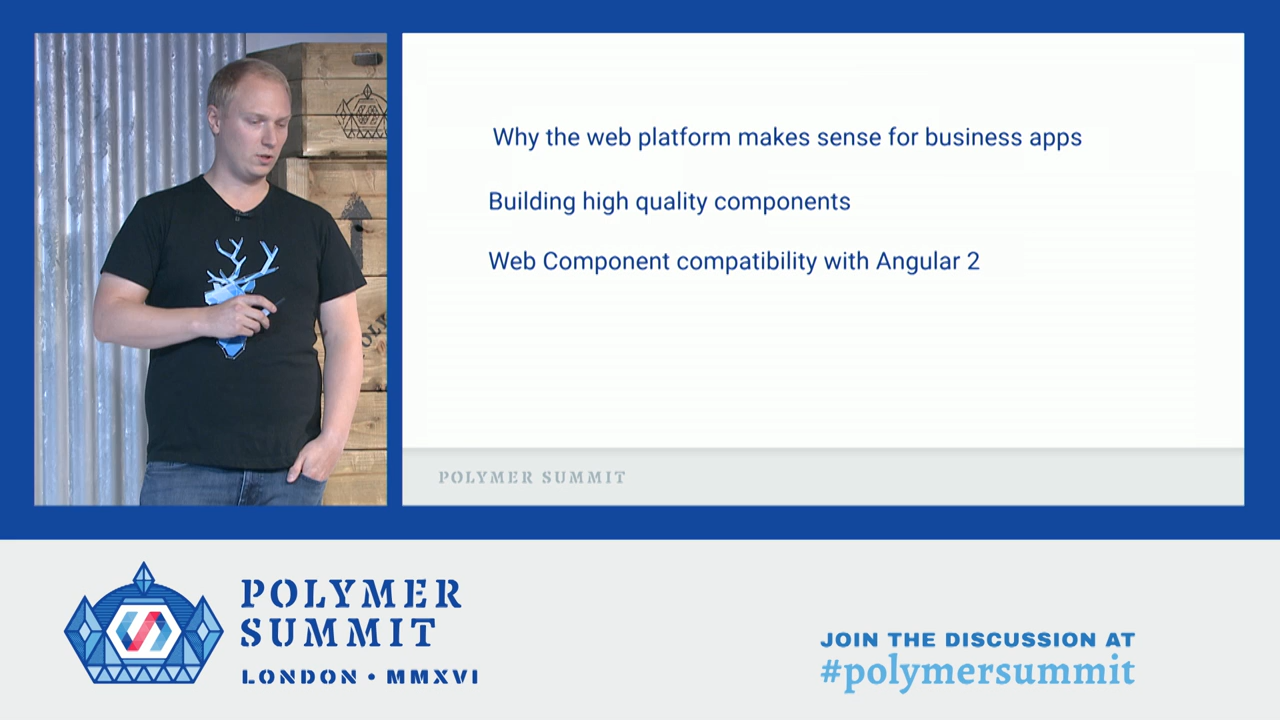 Why the web platform makes sense for business apps
Building high quality components
Web Component compatibility with Angular 2
POLYMER SUMMIT
POLYMER
SUMMIT
LONDON • MMXVI
JOIN THE DISCUSSION AT
#polymersummit